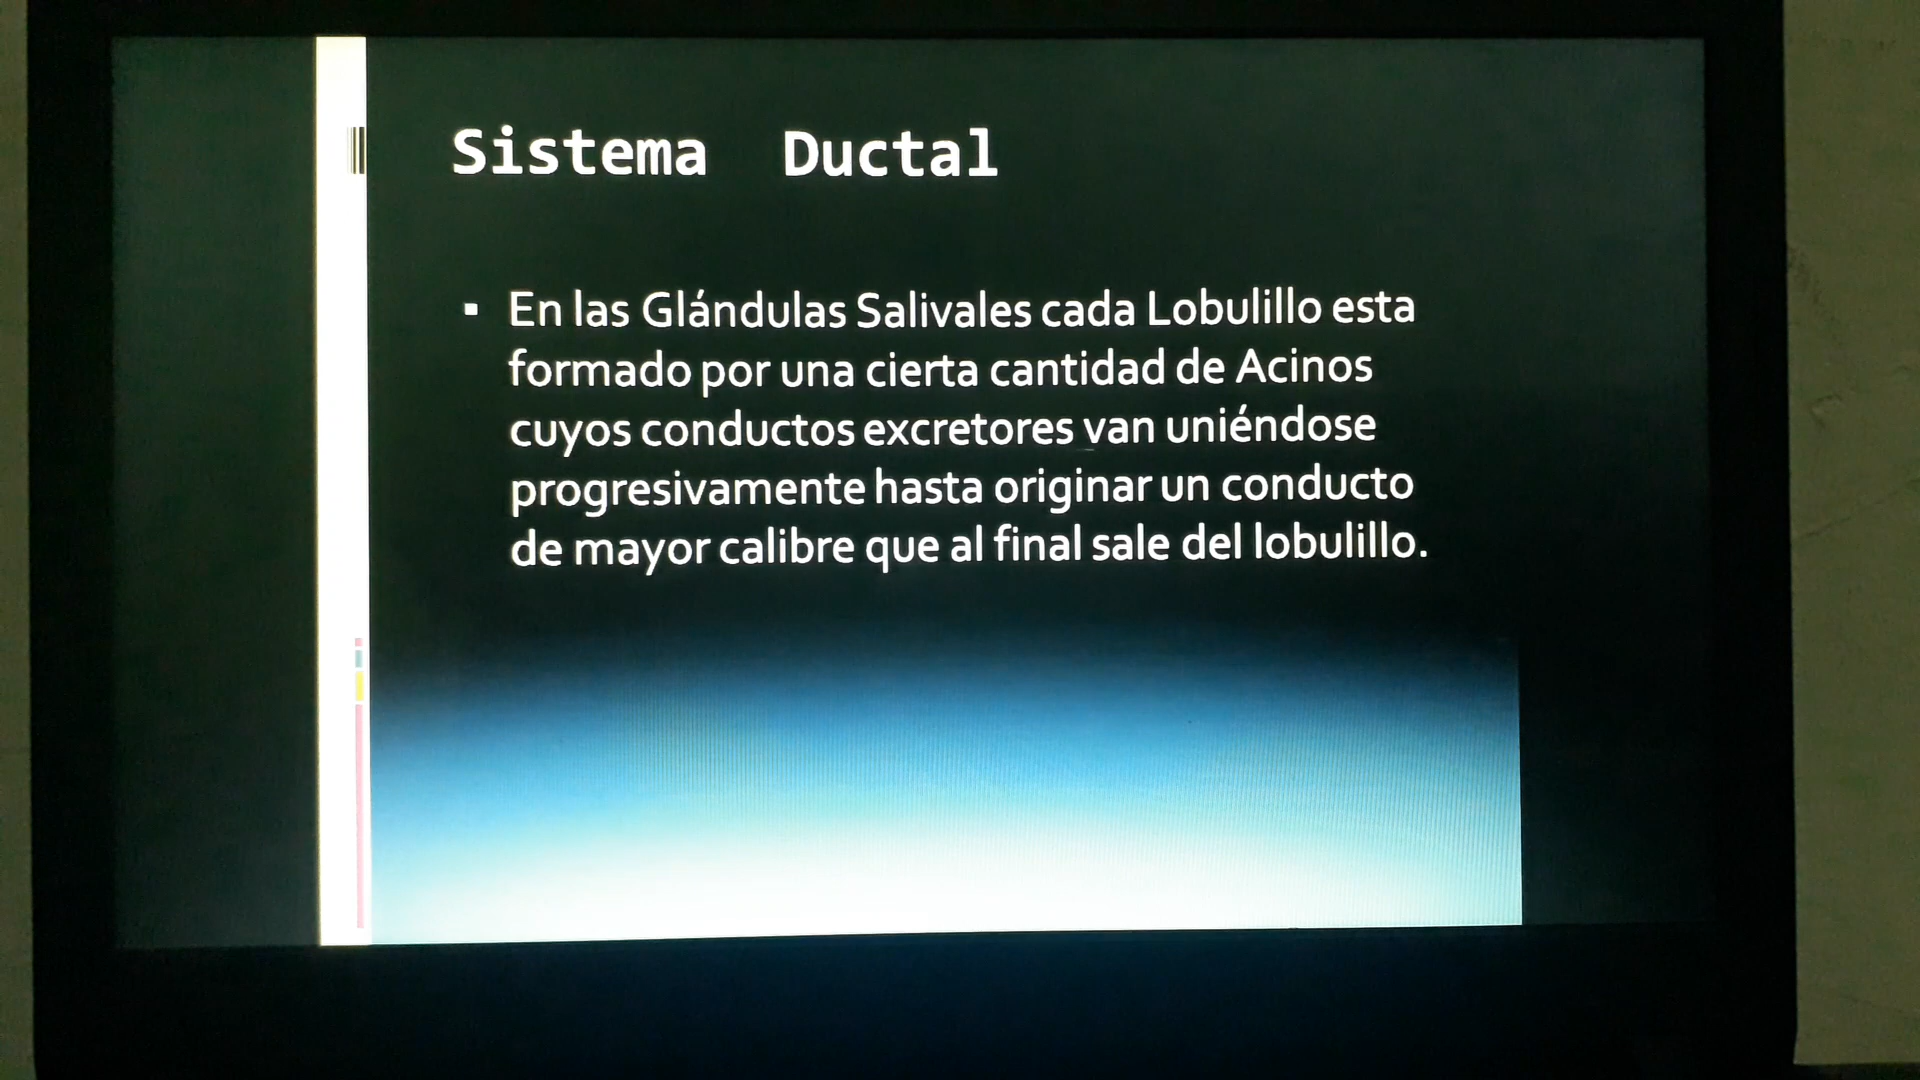 Sistema Ductal
▪ En las Glándulas Salivales cada Lobulillo esta
formado por una cierta cantidad de Acinos
cuyos conductos excretores van uniéndose
progresivamente hasta originar un conducto
de mayor calibre que al final sale del lobulillo.